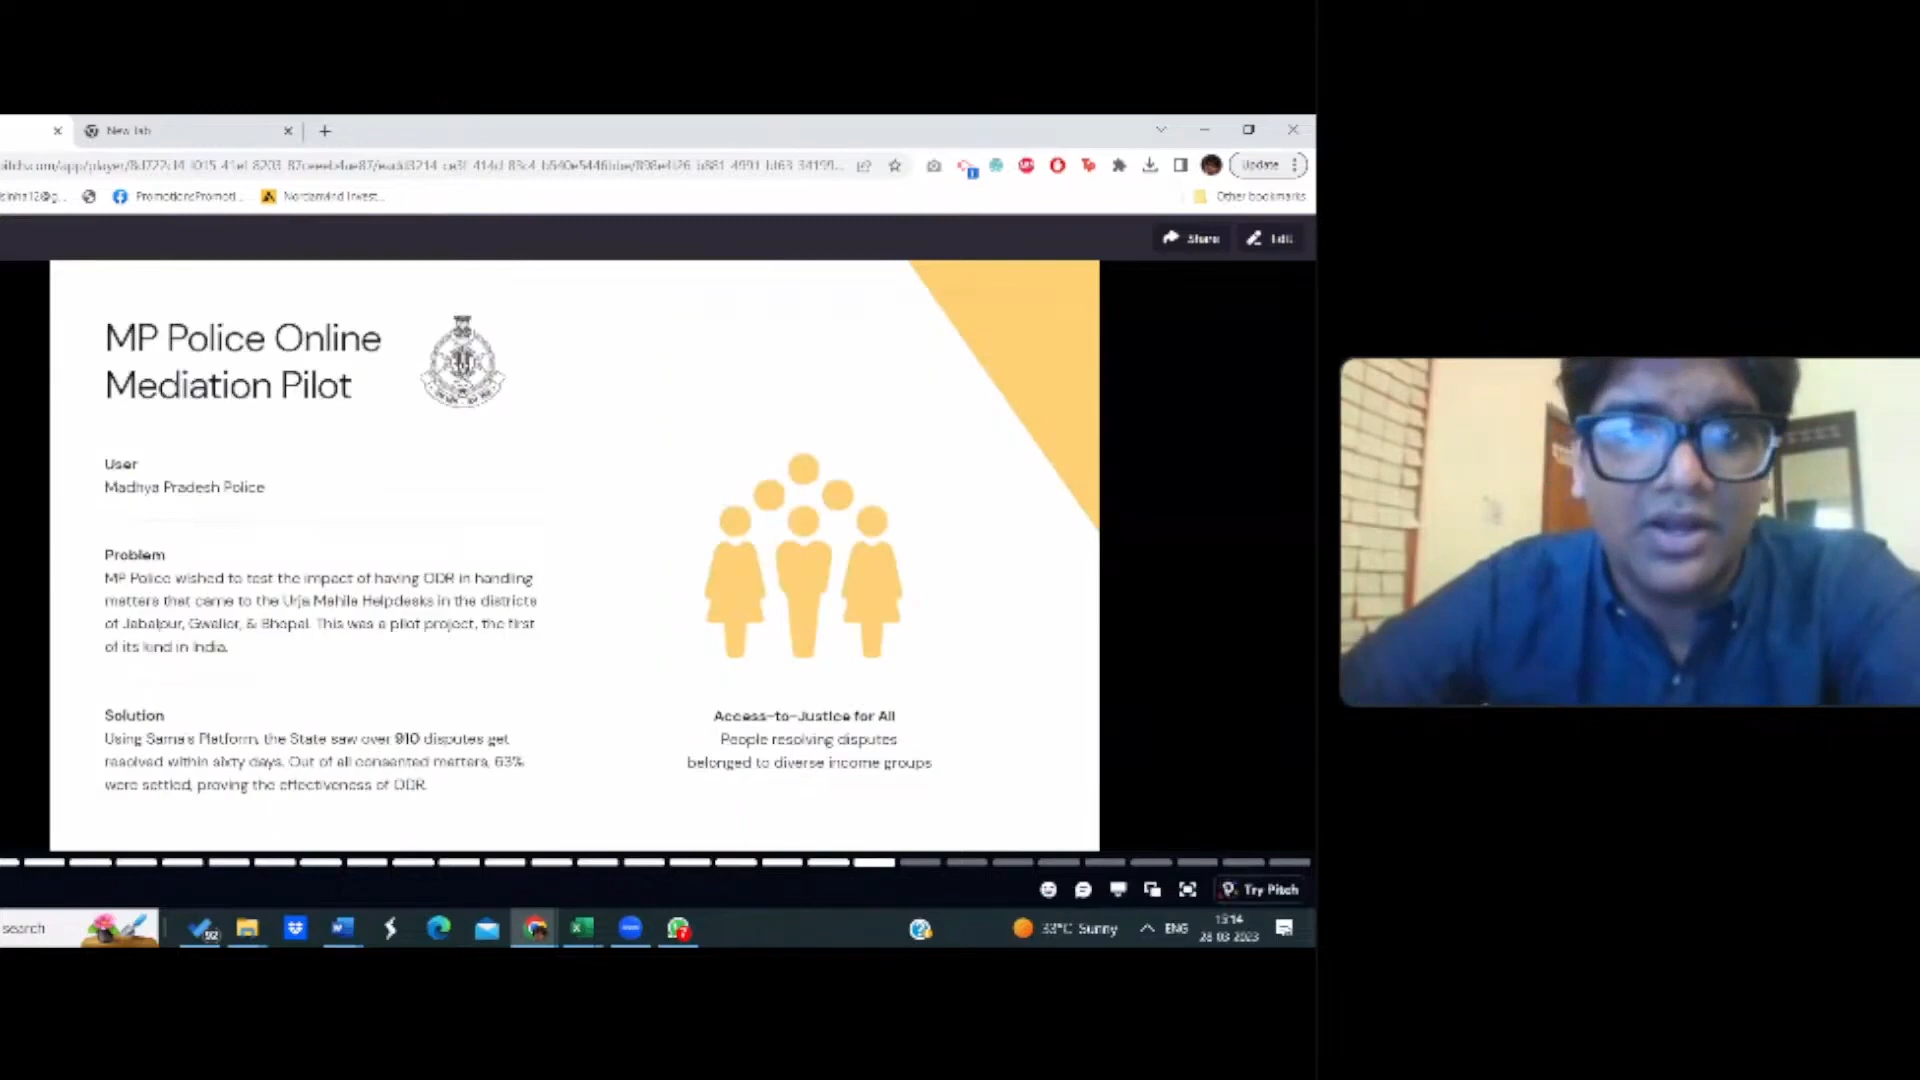 New Tab
Update
PromotionsPromoti...
Nordanvind Invest...
Other bookmarks
Share
Edit
MP Police Online
Mediation Pilot
User
Madhya Pradesh Police
Problem
MP Police wished to test the impact of having ODR in handling
matters that came to the Urja Mahila Helpdesks in the districts
of Jabalpur, Gwalior, & Bhopal. This was a pilot project, the first
of its kind in India.
Solution
Using Sama's Platform, the State saw over 910 disputes get
resolved within sixty days. Out of all consented matters, 63%
were settled, proving the effectiveness of ODR.
Access-to-Justice for All
People resolving disputes
belonged to diverse income groups
Try Pitch
search
33°C Sunny
ENG
28-03-2023